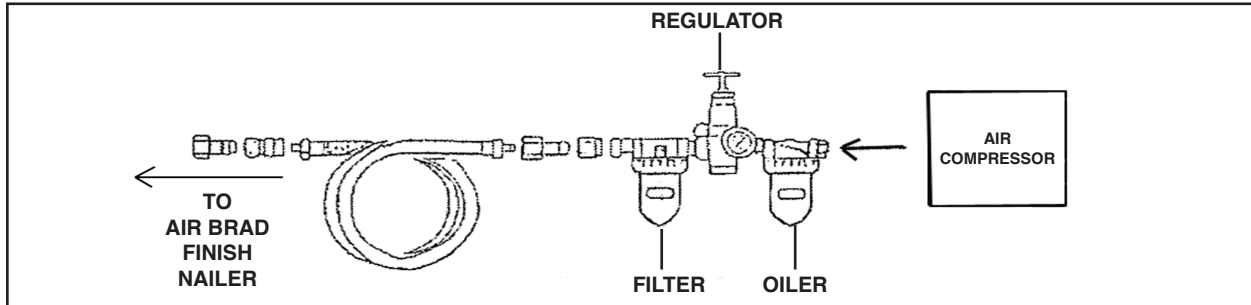 REGULATOR
AIR
COMPRESSOR
TO
AIR BRAD
FINISH
NAILER
FILTER
OILER